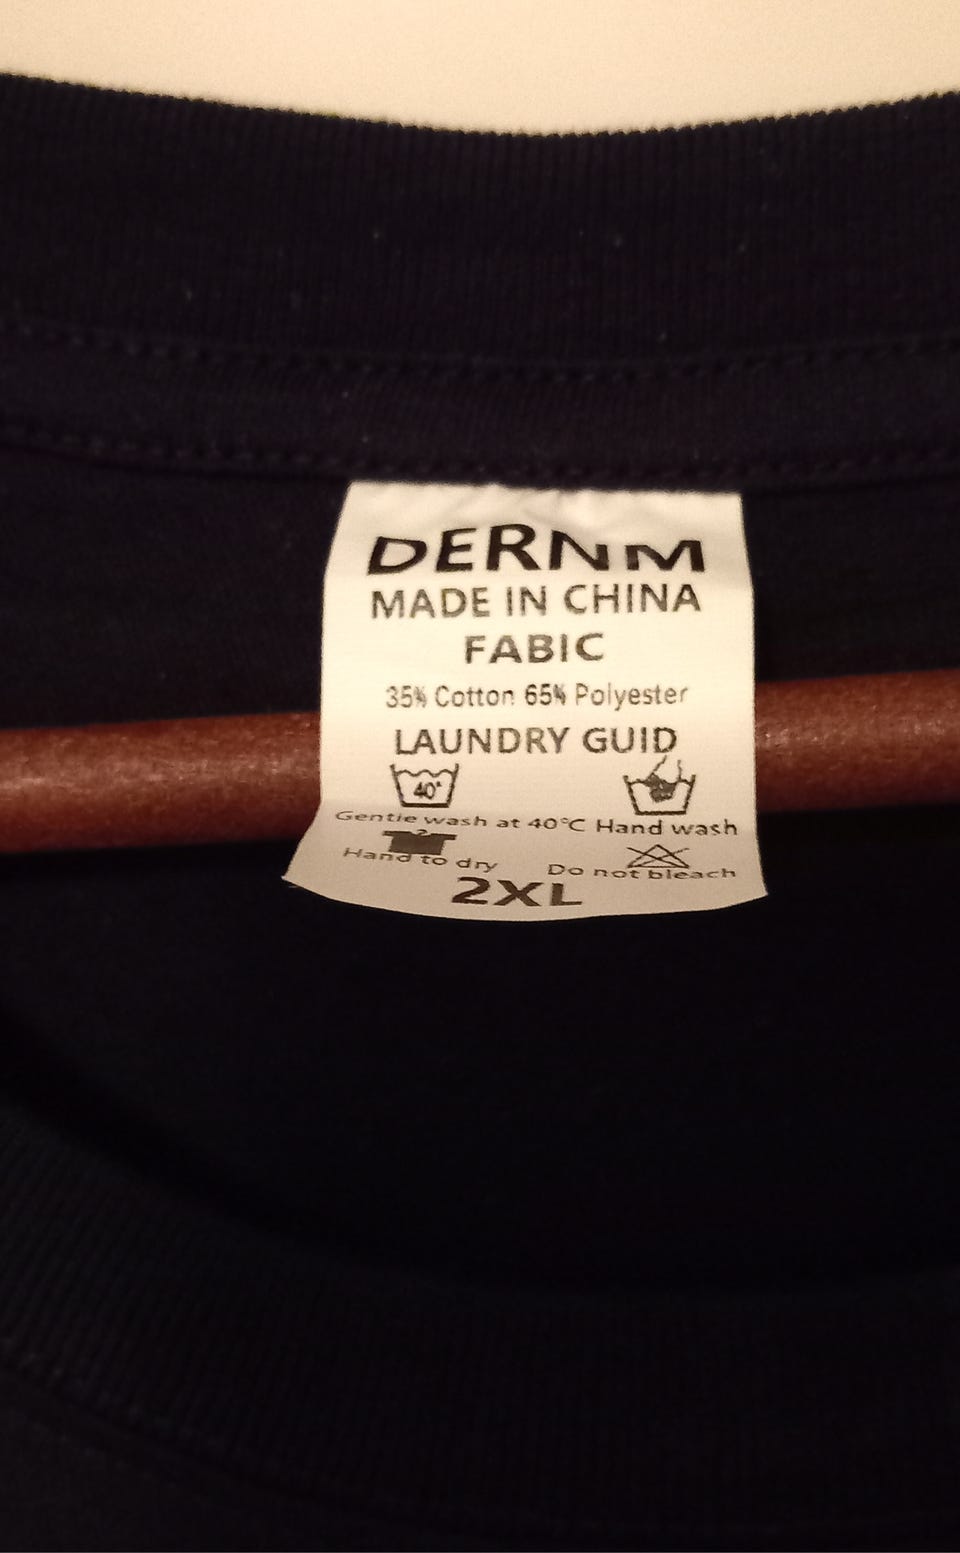 DERNM
MADE IN CHINA
FABIC
35% Cotton 65% Polyester
LAUNDRY GUID
40°
Gentle wash at 40°C Hand wash
Hand to dry Do not bleach
2XL